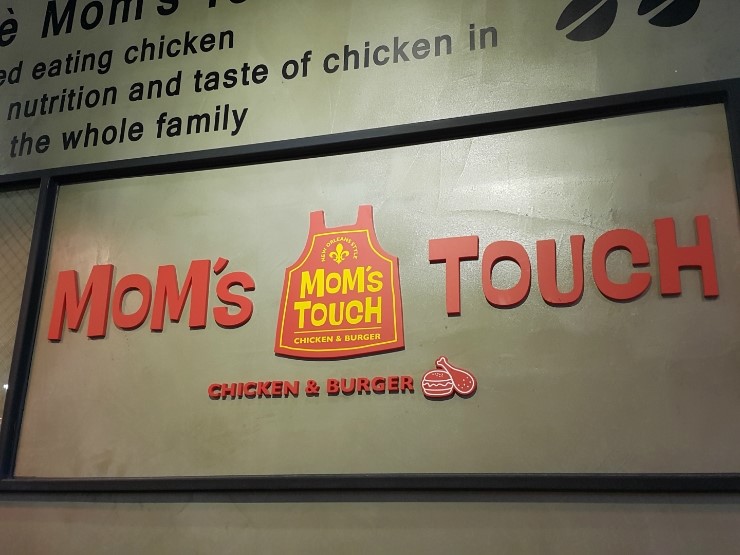 Mom's
eating chicken
nutrition and taste of chicken in
the whole family
MOM'S
NEW ORLEANS STYLE
MOM'S
TOUCH
CHICKEN & BURGER
TOUCH
CHICKEN & BURGER